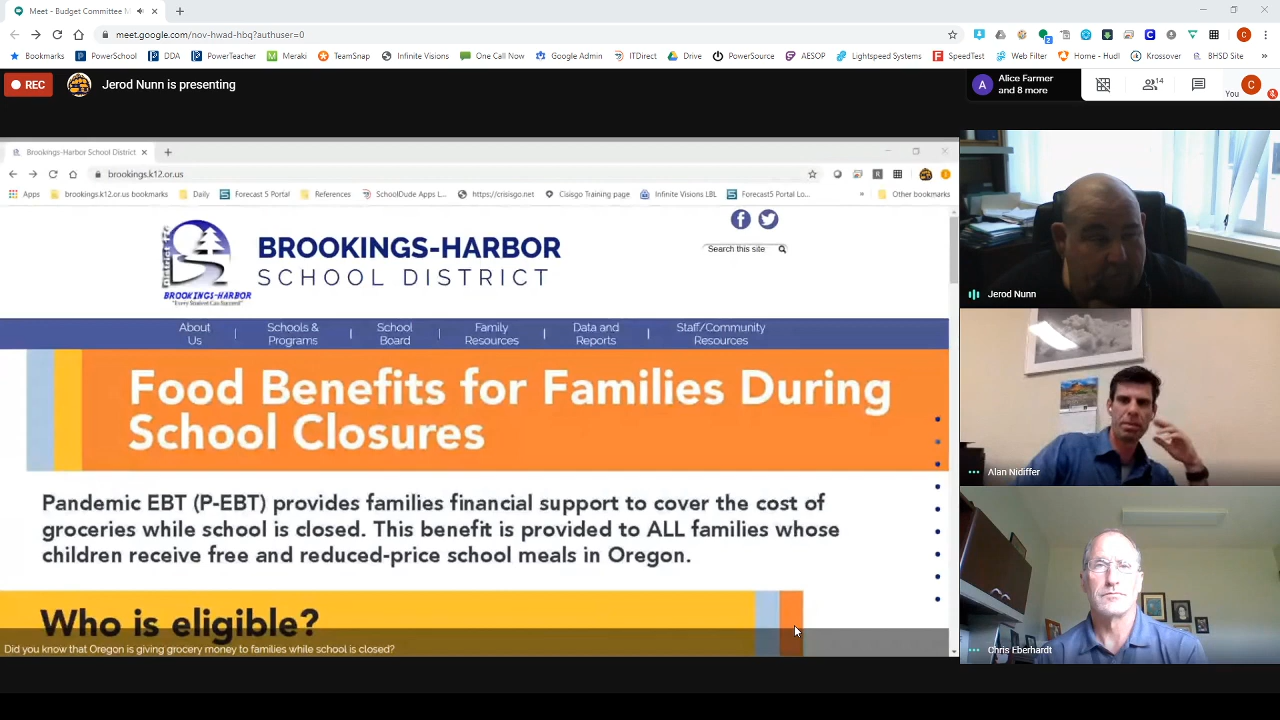 Meet - Budget Committee M
meet.google.com/nov-hwad-hbq?authuser=0
Bookmarks PowerSchool DDA PowerTeacher Meraki TeamSnap Infinite Visions One Call Now Google Admin ITDirect Drive PowerSource AESOP Lightspeed Systems SpeedTest Web Filter Home - Hudl Krossover BHSD Site
REC
Jerod Nunn is presenting
A
Alice Farmer
and 8 more
14
You
C
Brookings-Harbor School District
brookings.k12.or.us
Apps brookings.k12.or.us bookmarks Daily Forecast 5 Portal References SchoolDude Apps L... https://crisisgo.net Cisisgo Training page Infinite Visions LBL Forecast5 Portal Lo... Other bookmarks
BROOKINGS-HARBOR
SCHOOL DISTRICT
BROOKINGS-HARBOR
"Every Student Can Succeed"
Search this site
About Us
Schools & Programs
School Board
Family Resources
Data and Reports
Staff/Community Resources
Food Benefits for Families During
School Closures
Pandemic EBT (P-EBT) provides families financial support to cover the cost of
groceries while school is closed. This benefit is provided to ALL families whose
children receive free and reduced-price school meals in Oregon.
Who is eligible?
Did you know that Oregon is giving grocery money to families while school is closed?
Jerod Nunn
Alan Nidiffer
Chris Eberhardt